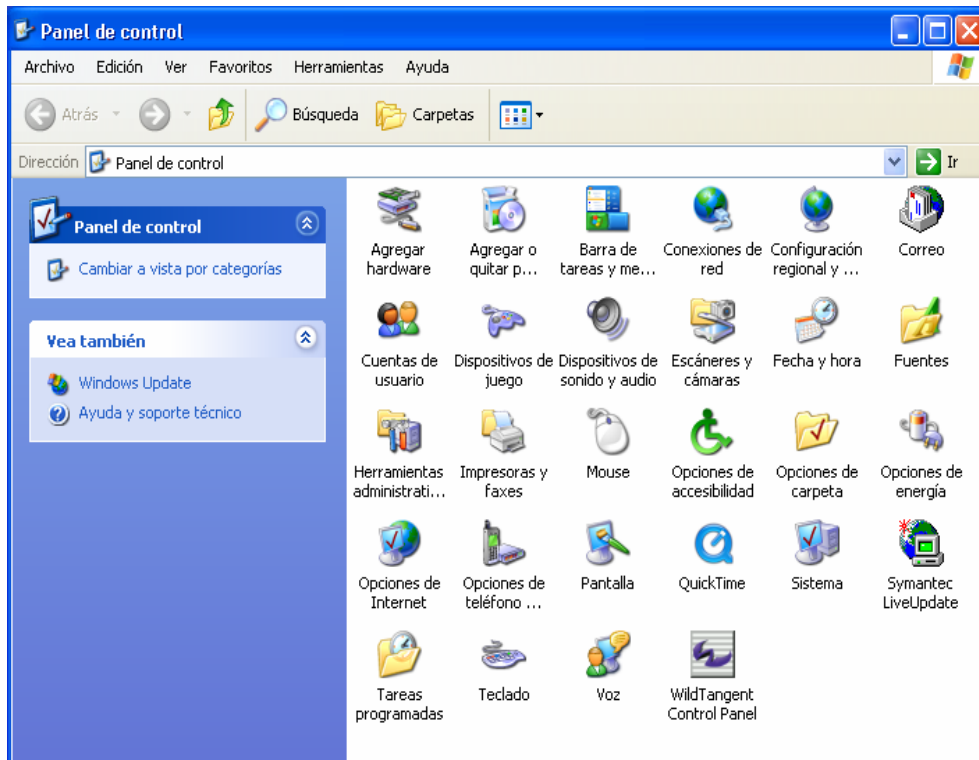 Panel de control
Archivo Edición Ver Favoritos Herramientas Ayuda
Atrás Búsqueda Carpetas
Dirección Panel de control Ir
Panel de control
Cambiar a vista por categorías
Vea también
Windows Update
Ayuda y soporte técnico
Agregar
hardware
Agregar o
quitar p...
Barra de
tareas y me...
Conexiones de
red
Configuración
regional y ...
Correo
Cuentas de
usuario
Dispositivos de
juego
Dispositivos de
sonido y audio
Escáneres y
cámaras
Fecha y hora
Fuentes
Herramientas
administrati...
Impresoras y
faxes
Mouse
Opciones de
accesibilidad
Opciones de
carpeta
Opciones de
energía
Opciones de
Internet
Opciones de
teléfono ...
Pantalla
QuickTime
Sistema
Symantec
LiveUpdate
Tareas
programadas
Teclado
Voz
WildTangent
Control Panel